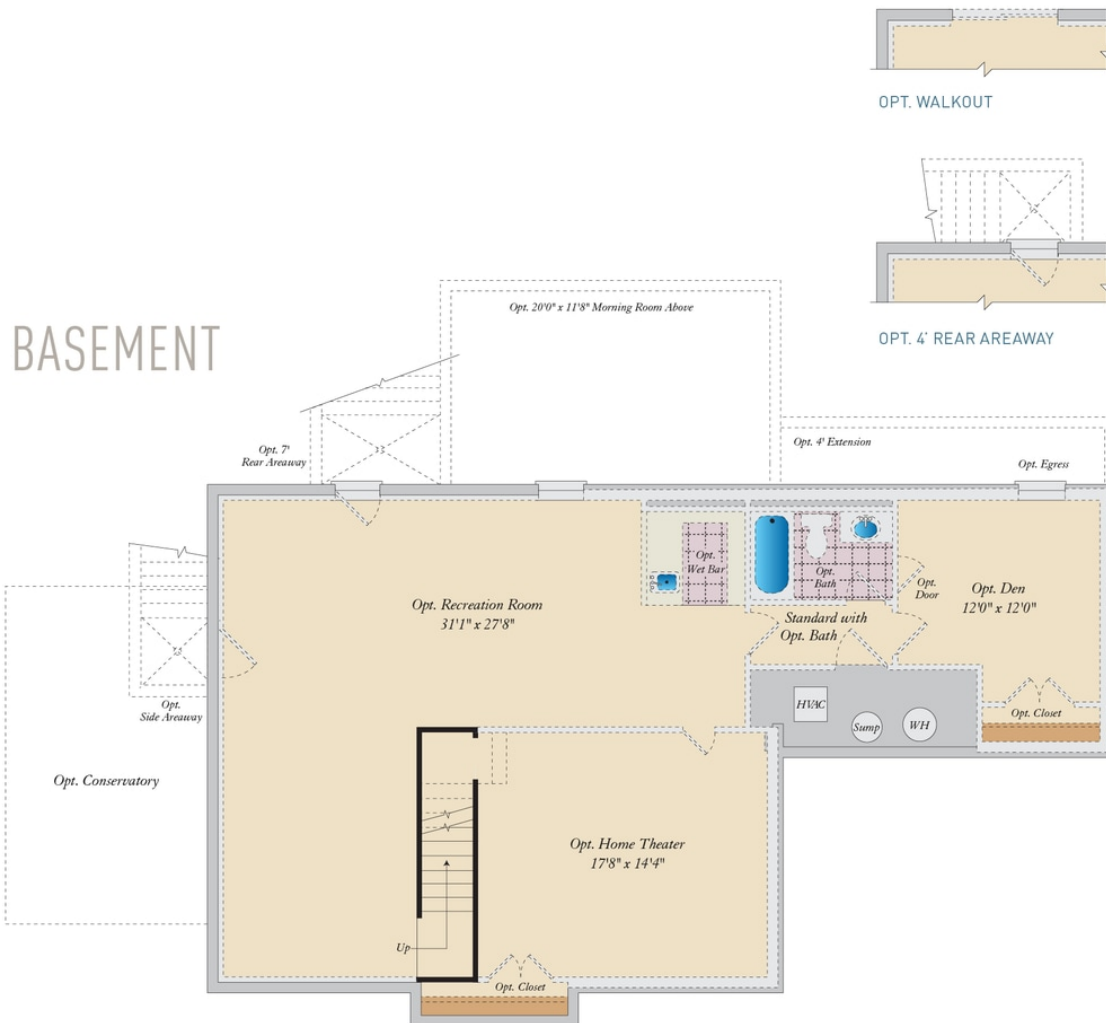 OPT. WALKOUT
OPT. 4' REAR AREAWAY
BASEMENT
Opt. 20'0" x 11'8" Morning Room Above
Opt. 7'
Rear Areaway
Opt. 4' Extension
Opt. Egress
Opt.
Wet Bar
Opt.
Bath
Opt.
Door
Opt. Den
12'0" x 12'0"
Opt. Recreation Room
31'1" x 27'8"
Standard with
Opt. Bath
Opt.
Side Areaway
HVAC
Sump
WH
Opt. Closet
Opt. Conservatory
Opt. Home Theater
17'8" x 14'4"
Up
Opt. Closet